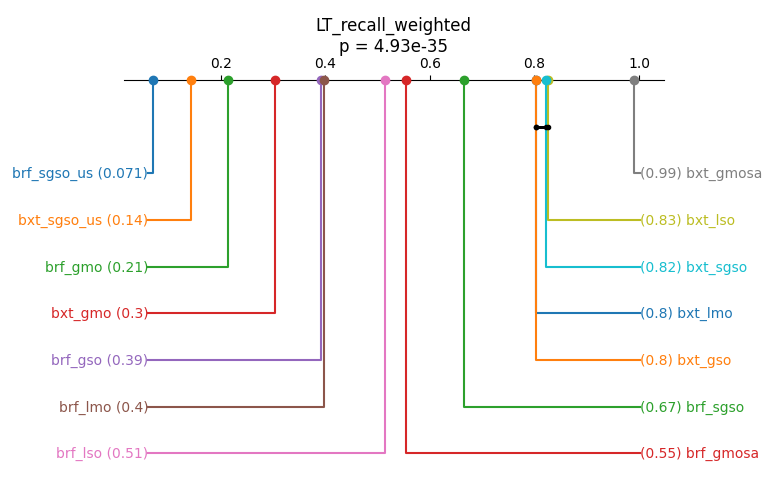 LT_recall_weighted
p = 4.93e-35
0.2 0.4 0.6 0.8 1.0
brf_sgso_us (0.071) (0.99) bxt_gmosa
bxt_sgso_us (0.14) (0.83) bxt_lso
brf_gmo (0.21) (0.82) bxt_sgso
bxt_gmo (0.3) (0.8) bxt_lmo
brf_gso (0.39) (0.8) bxt_gso
brf_lmo (0.4) (0.67) brf_sgso
brf_lso (0.51) (0.55) brf_gmosa